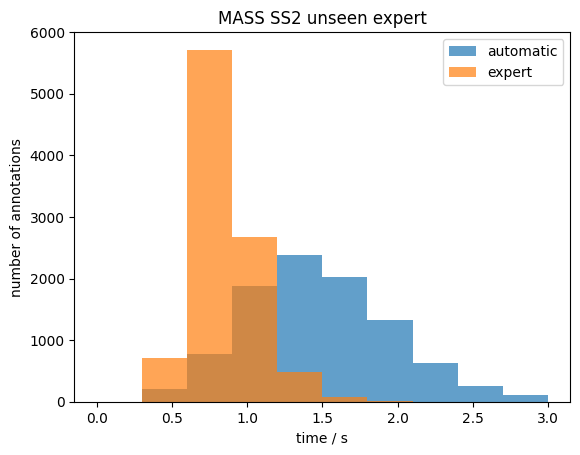 MASS SS2 unseen expert
automatic
expert
number of annotations
6000
5000
4000
3000
2000
1000
0
0.0 0.5 1.0 1.5 2.0 2.5 3.0
time / s